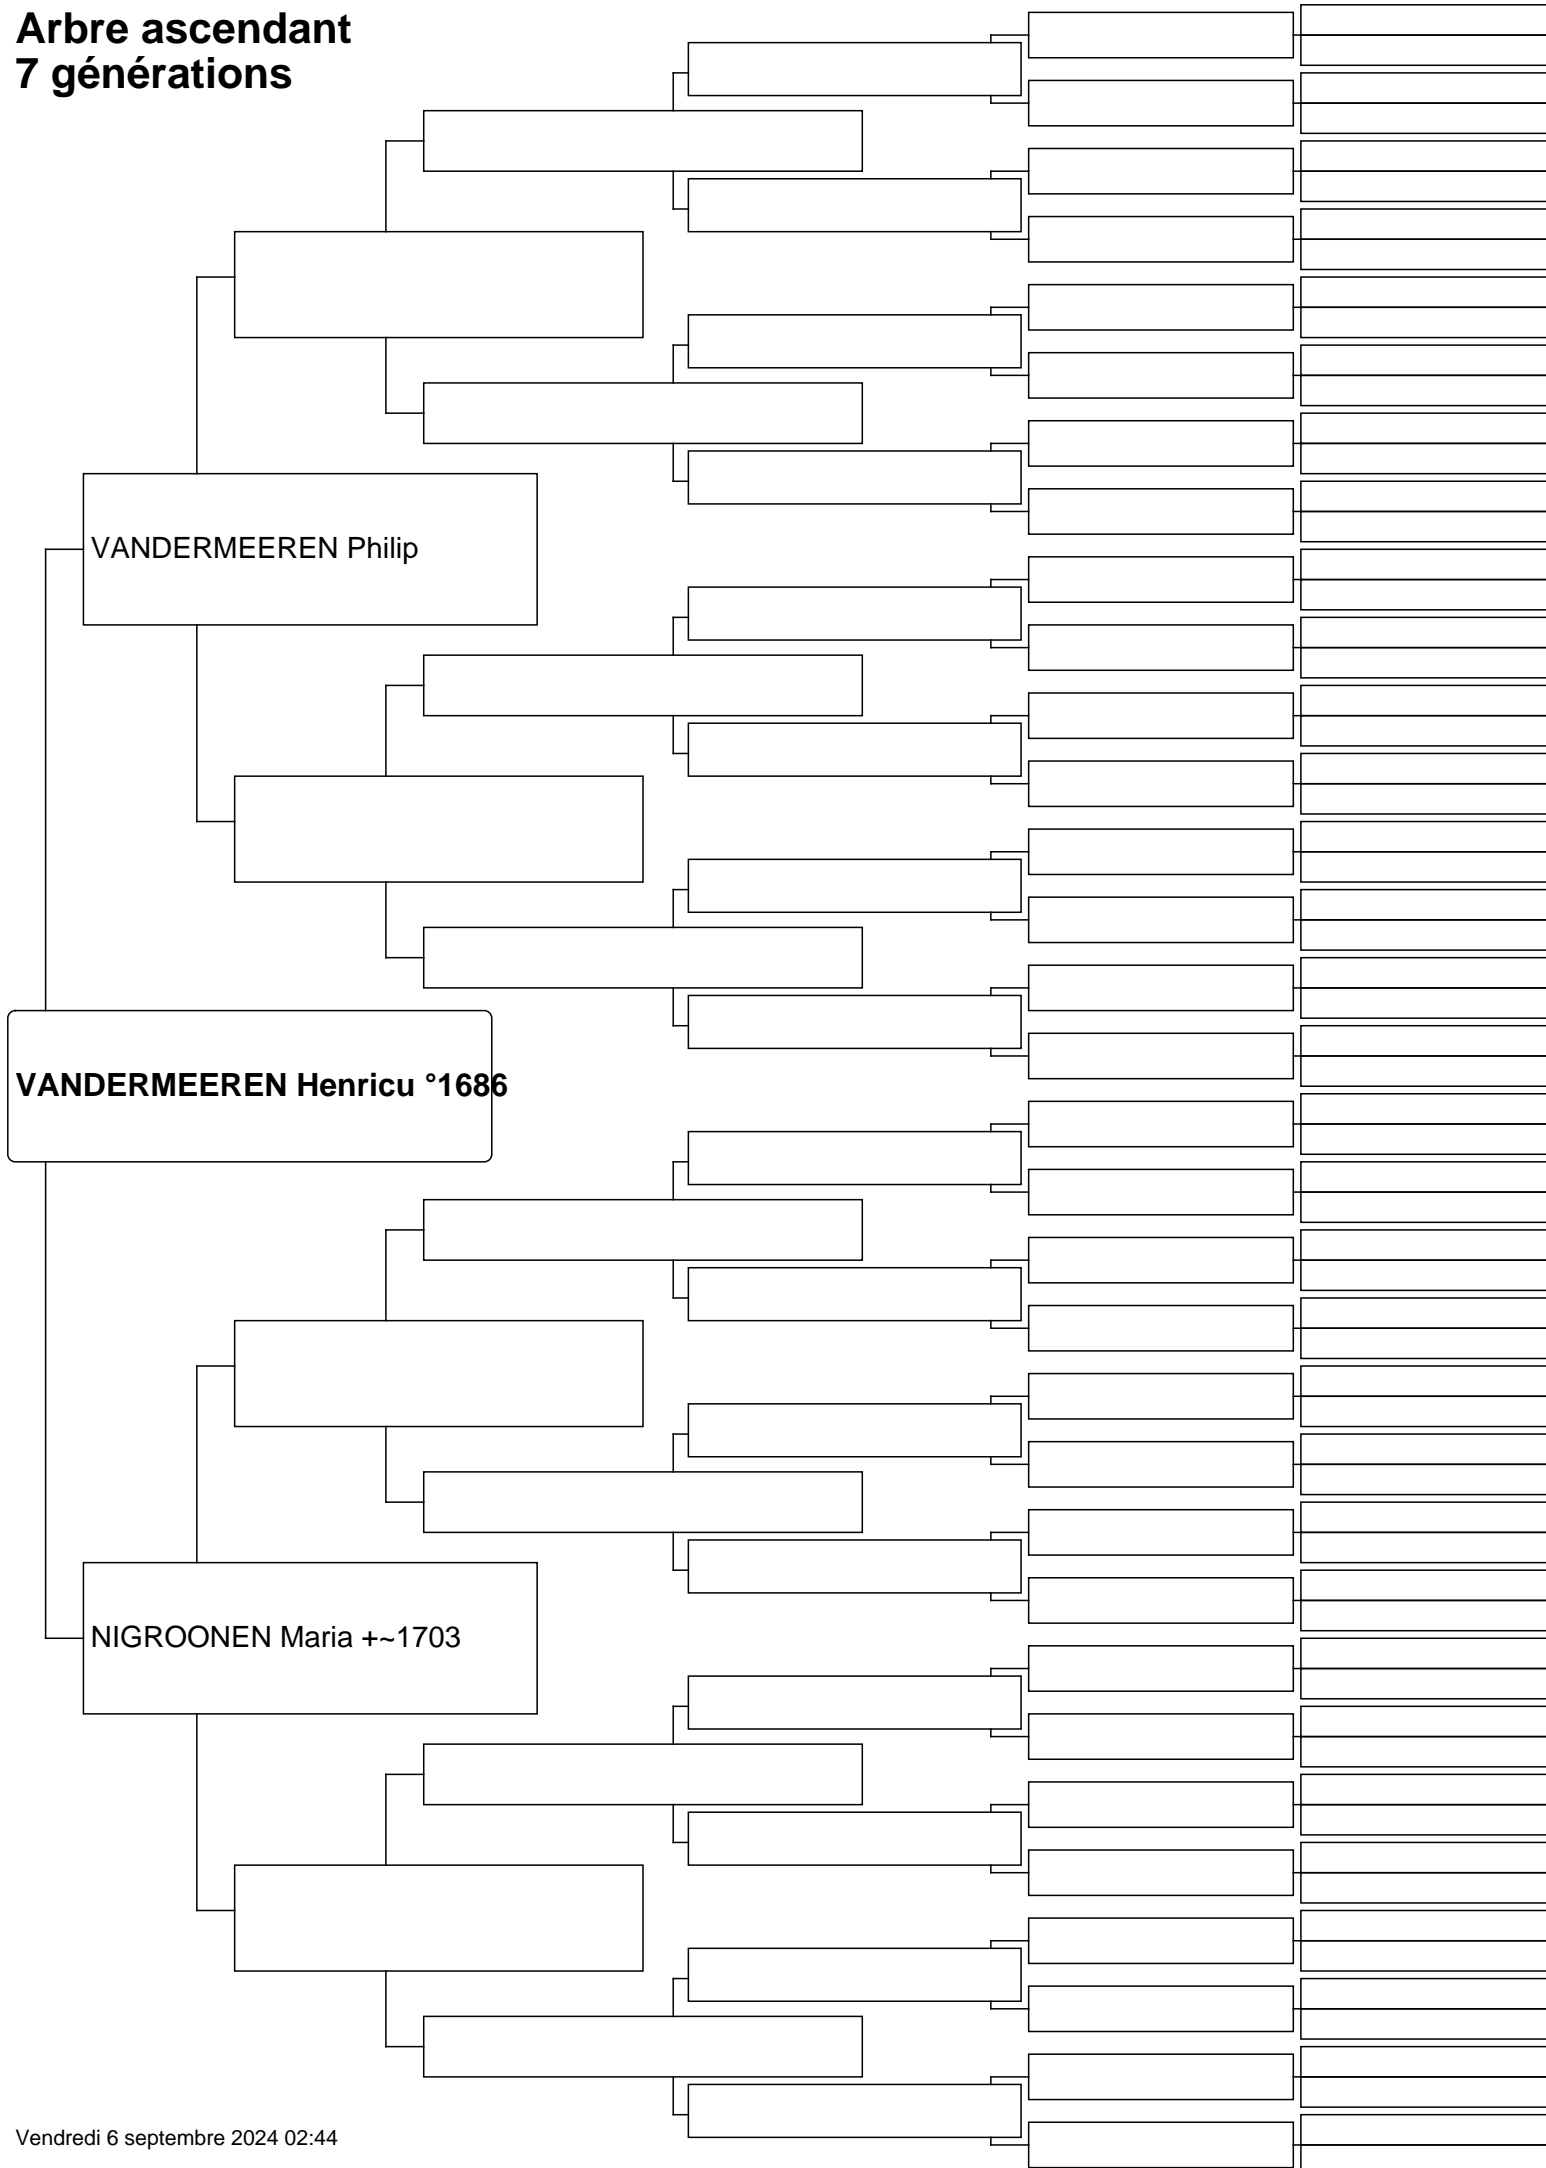 Arbre ascendant
7 générations
VANDERMEEREN Philip
VANDERMEEREN Henricu °1686
NIGROONEN Maria +~1703
Vendredi 6 septembre 2024 02:44